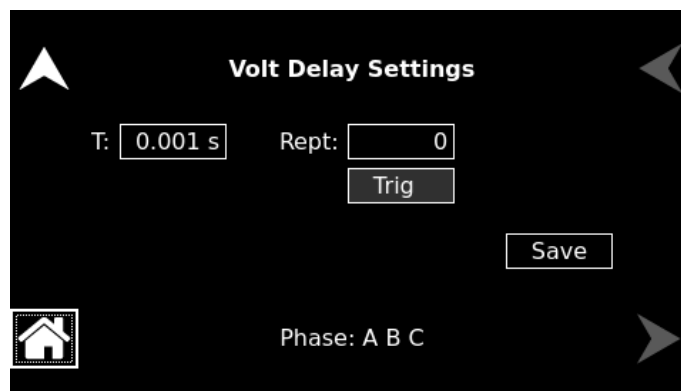 Volt Delay Settings
T: 0.001 s Rept: 0
Trig
Save
Phase: A B C